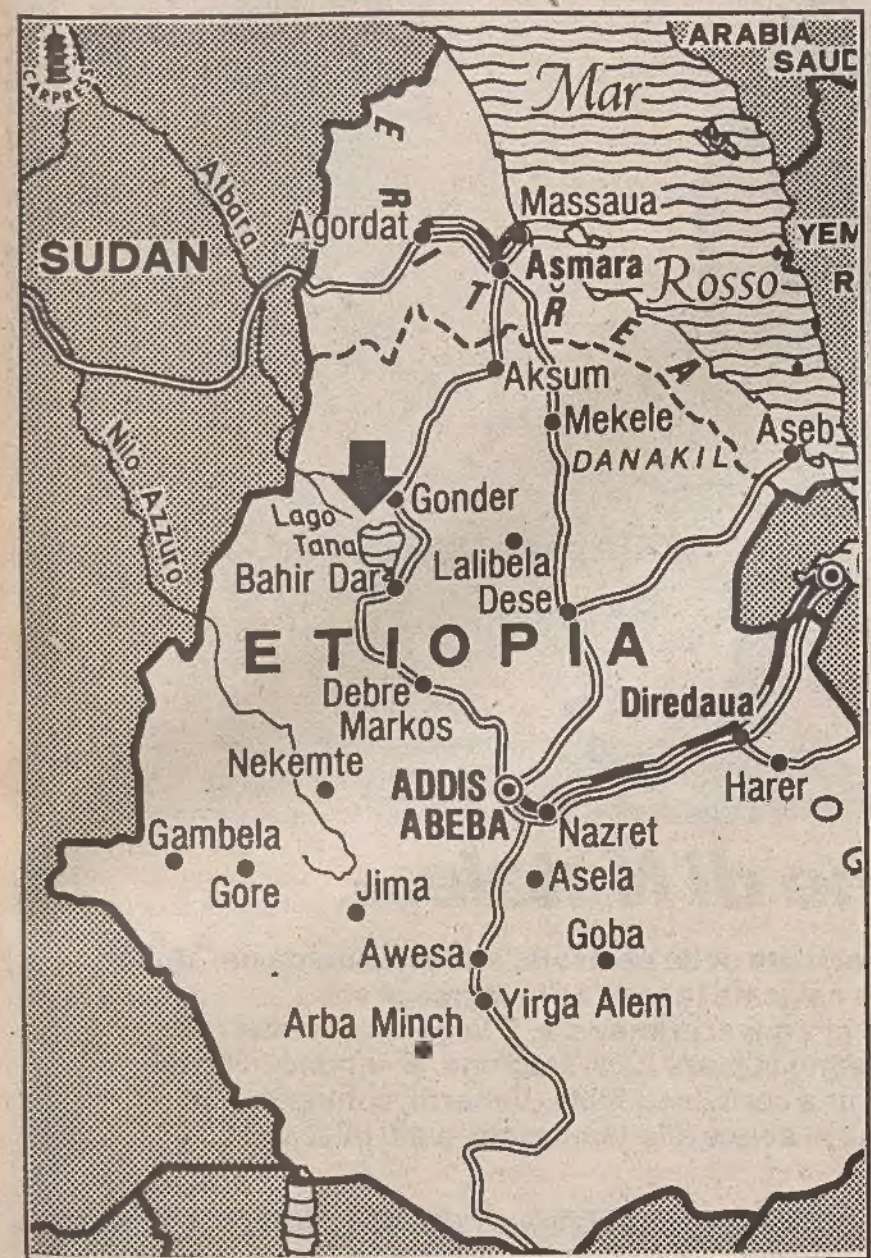 CARPRESS
ARABIA
SAUD
Mar
Atbara
ERITREA
Agordat
Massaua
SUDAN
Asmara
YEM
R
Rosso
Aksum
Mekele
Aseb
DANAKIL
Nilo
Azzuro
Gonder
Lago
Tana
Bahir Dar
Lalibela
Dese
ETIOPIA
Debre
Markos
Diredaua
Nekemte
ADDIS
ABEBA
Harer
O
Nazret
Gambela
Gore
Jima
Asela
Awesa
Goba
Yirga Alem
Arba Minch